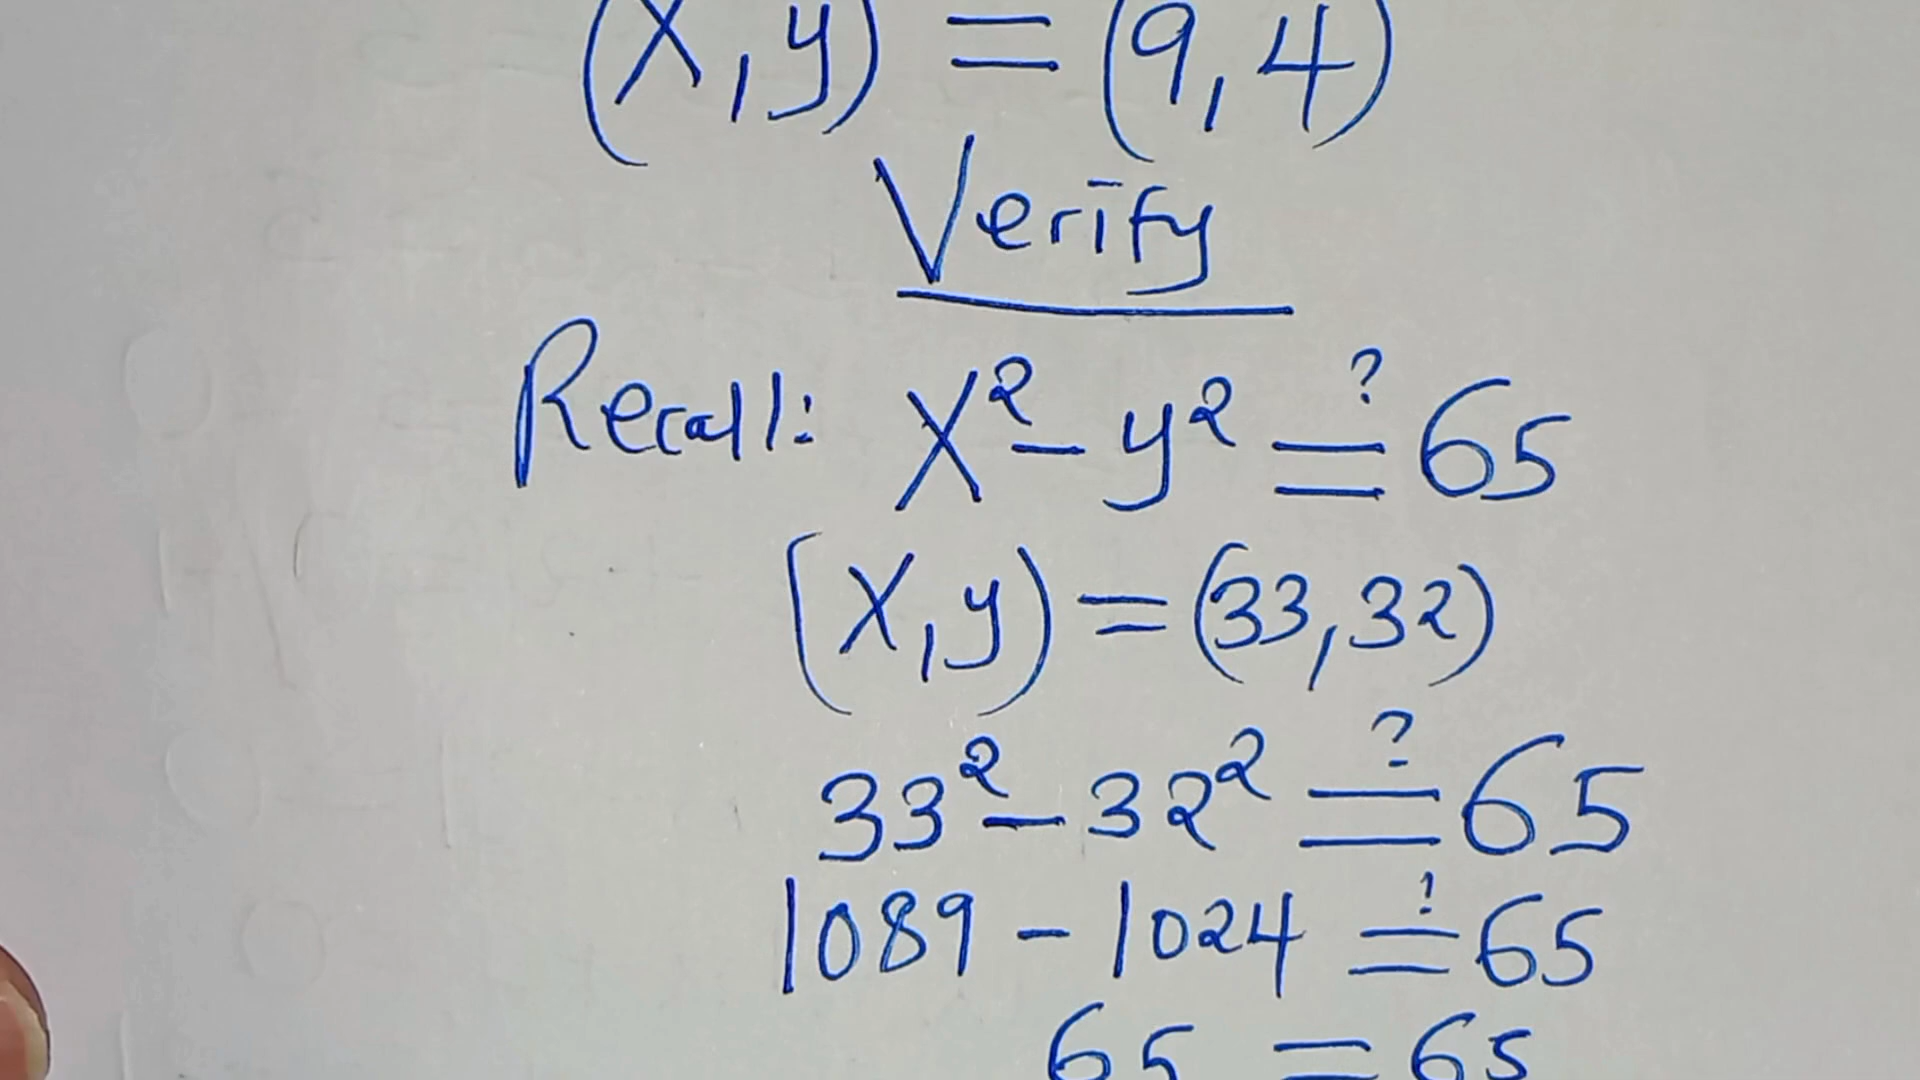 (x,y) = (9,4)
Verify
Recall: x² - y² ≟ 65
(x,y) = (33,32)
33² - 32² ≟ 65
1089 - 1024 ≟ 65
65 = 65